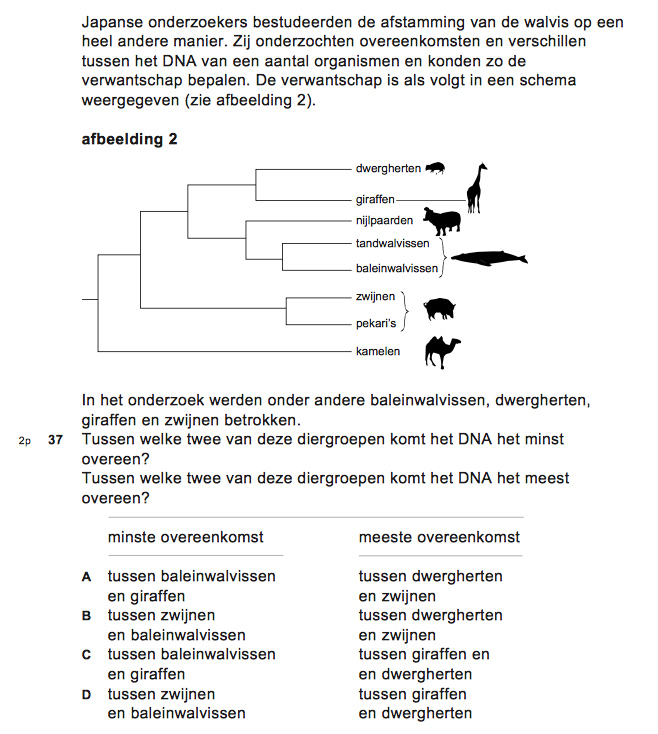 Japanse onderzoekers bestudeerden de afstamming van de walvis op een
heel andere manier. Zij onderzochten overeenkomsten en verschillen
tussen het DNA van een aantal organismen en konden zo de
verwantschap bepalen. De verwantschap is als volgt in een schema
weergegeven (zie afbeelding 2).
afbeelding 2
dwergherten
giraffen
nijlpaarden
tandwalvissen
baleinwalvissen
zwijnen
pekari's
kamelen
In het onderzoek werden onder andere baleinwalvissen, dwergherten,
giraffen en zwijnen betrokken.
2p 37 Tussen welke twee van deze diergroepen komt het DNA het minst
overeen?
Tussen welke twee van deze diergroepen komt het DNA het meest
overeen?
minste overeenkomst meeste overeenkomst
A tussen baleinwalvissen tussen dwergherten
en giraffen en zwijnen
B tussen zwijnen tussen dwergherten
en baleinwalvissen en zwijnen
C tussen baleinwalvissen tussen giraffen en
en giraffen en dwergherten
D tussen zwijnen tussen giraffen
en baleinwalvissen en dwergherten